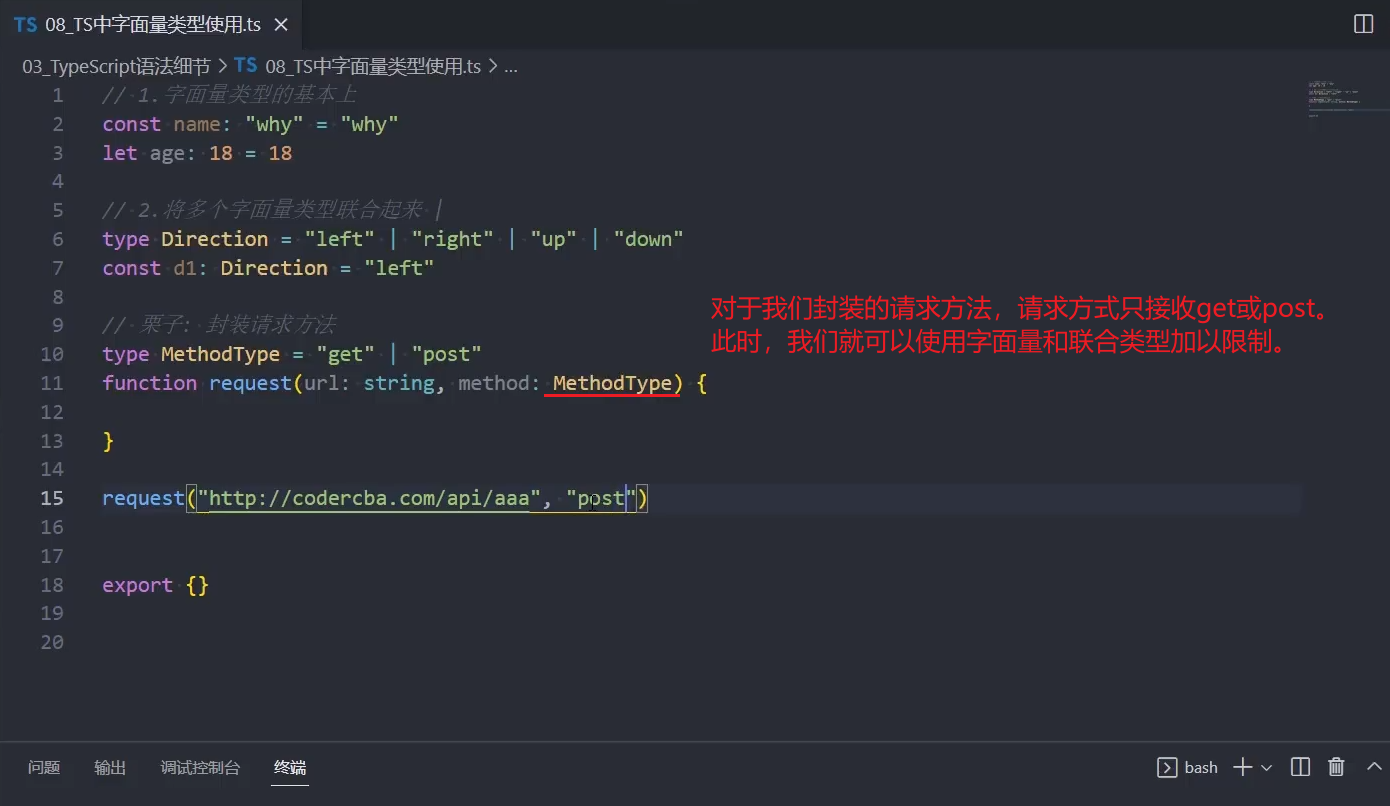 TS 08_TS中字面量类型使用.ts ×
03_TypeScript语法细节 > TS 08_TS中字面量类型使用.ts > ...
1 // 1.字面量类型的基本上
2 const name: "why" = "why"
3 let age: 18 = 18
4
5 // 2.将多个字面量类型联合起来 |
6 type Direction = "left" | "right" | "up" | "down"
7 const d1: Direction = "left"
8
对于我们封装的请求方法，请求方式只接收get或post。
9 // 栗子: 封装请求方法
此时，我们就可以使用字面量和联合类型加以限制。
10 type MethodType = "get" | "post"
11 function request(url: string, method: MethodType) {
12
13 }
14
15 request("http://codercba.com/api/aaa", "post")
16
17
18 export {}
19
20
问题 输出 调试控制台 终端 bash